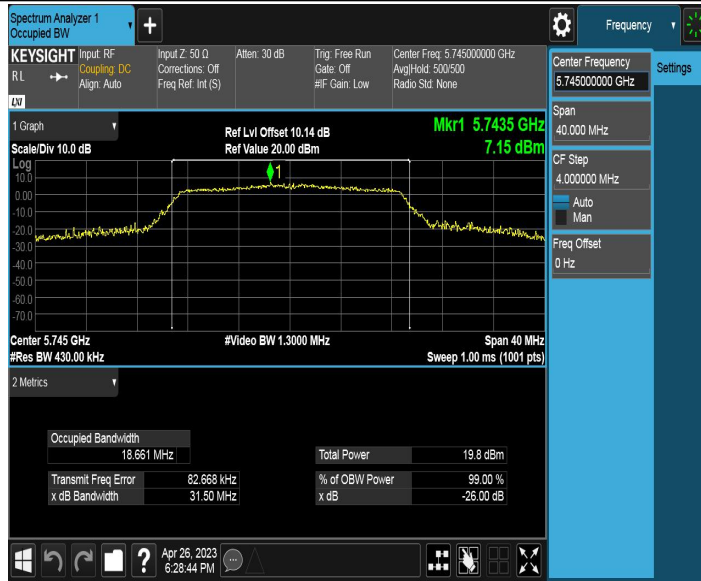 Spectrum Analyzer 1
Occupied BW
Frequency
KEYSIGHT
RL
LXI
Input: RF
Coupling: DC
Align: Auto
Input Z: 50 Ω
Corrections: Off
Freq Ref: Int (S)
Atten: 30 dB
Trig: Free Run
Gate: Off
#IF Gain: Low
Center Freq: 5.745000000 GHz
Avg|Hold: 500/500
Radio Std: None
Center Frequency
5.745000000 GHz
Settings
Span
40.000 MHz
CF Step
4.000000 MHz
Auto
Man
Freq Offset
0 Hz
1 Graph
Scale/Div 10.0 dB
Ref Lvl Offset 10.14 dB
Ref Value 20.00 dBm
Mkr1 5.7435 GHz
7.15 dBm
Log
10.0
0.00
-10.0
-20.0
-30.0
-40.0
-50.0
-60.0
-70.0
1
Center 5.745 GHz
#Res BW 430.00 kHz
#Video BW 1.3000 MHz
Span 40 MHz
Sweep 1.00 ms (1001 pts)
2 Metrics
Occupied Bandwidth
18.661 MHz
Total Power 19.8 dBm
Transmit Freq Error 82.668 kHz
x dB Bandwidth 31.50 MHz
% of OBW Power 99.00 %
x dB -26.00 dB
?
Apr 26, 2023
6:28:44 PM